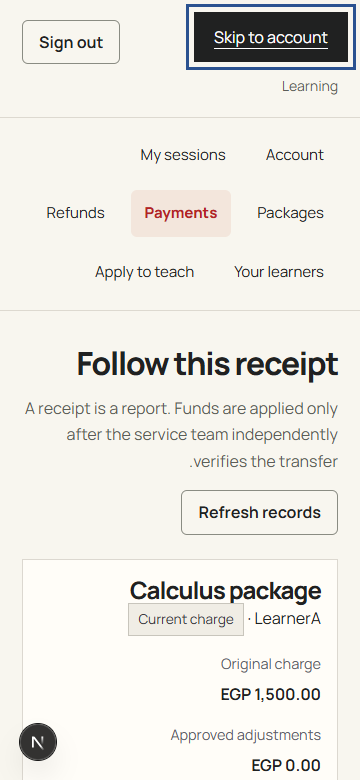 Skip to account
Sign out
Learning
Account
My sessions
Packages
Payments
Refunds
Your learners
Apply to teach
Follow this receipt
A receipt is a report. Funds are applied only
after the service team independently
.verifies the transfer
Refresh records
Calculus package
LearnerA · Current charge
Original charge
EGP 1,500.00
Approved adjustments
EGP 0.00
N